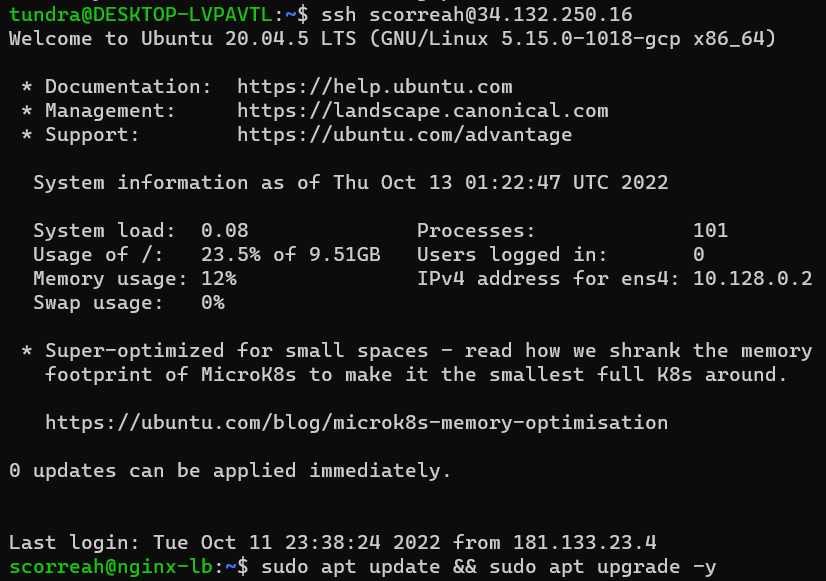 tundra@DESKTOP-LVPAVTL:~$ ssh scorreah@34.132.250.16
Welcome to Ubuntu 20.04.5 LTS (GNU/Linux 5.15.0-1018-gcp x86_64)
* Documentation: https://help.ubuntu.com
* Management: https://landscape.canonical.com
* Support: https://ubuntu.com/advantage
System information as of Thu Oct 13 01:22:47 UTC 2022
System load: 0.08 Processes: 101
Usage of /: 23.5% of 9.51GB Users logged in: 0
Memory usage: 12% IPv4 address for ens4: 10.128.0.2
Swap usage: 0%
* Super-optimized for small spaces - read how we shrank the memory
footprint of MicroK8s to make it the smallest full K8s around.
https://ubuntu.com/blog/microk8s-memory-optimisation
0 updates can be applied immediately.
Last login: Tue Oct 11 23:38:24 2022 from 181.133.23.4
scorreah@nginx-lb:~$ sudo apt update && sudo apt upgrade -y